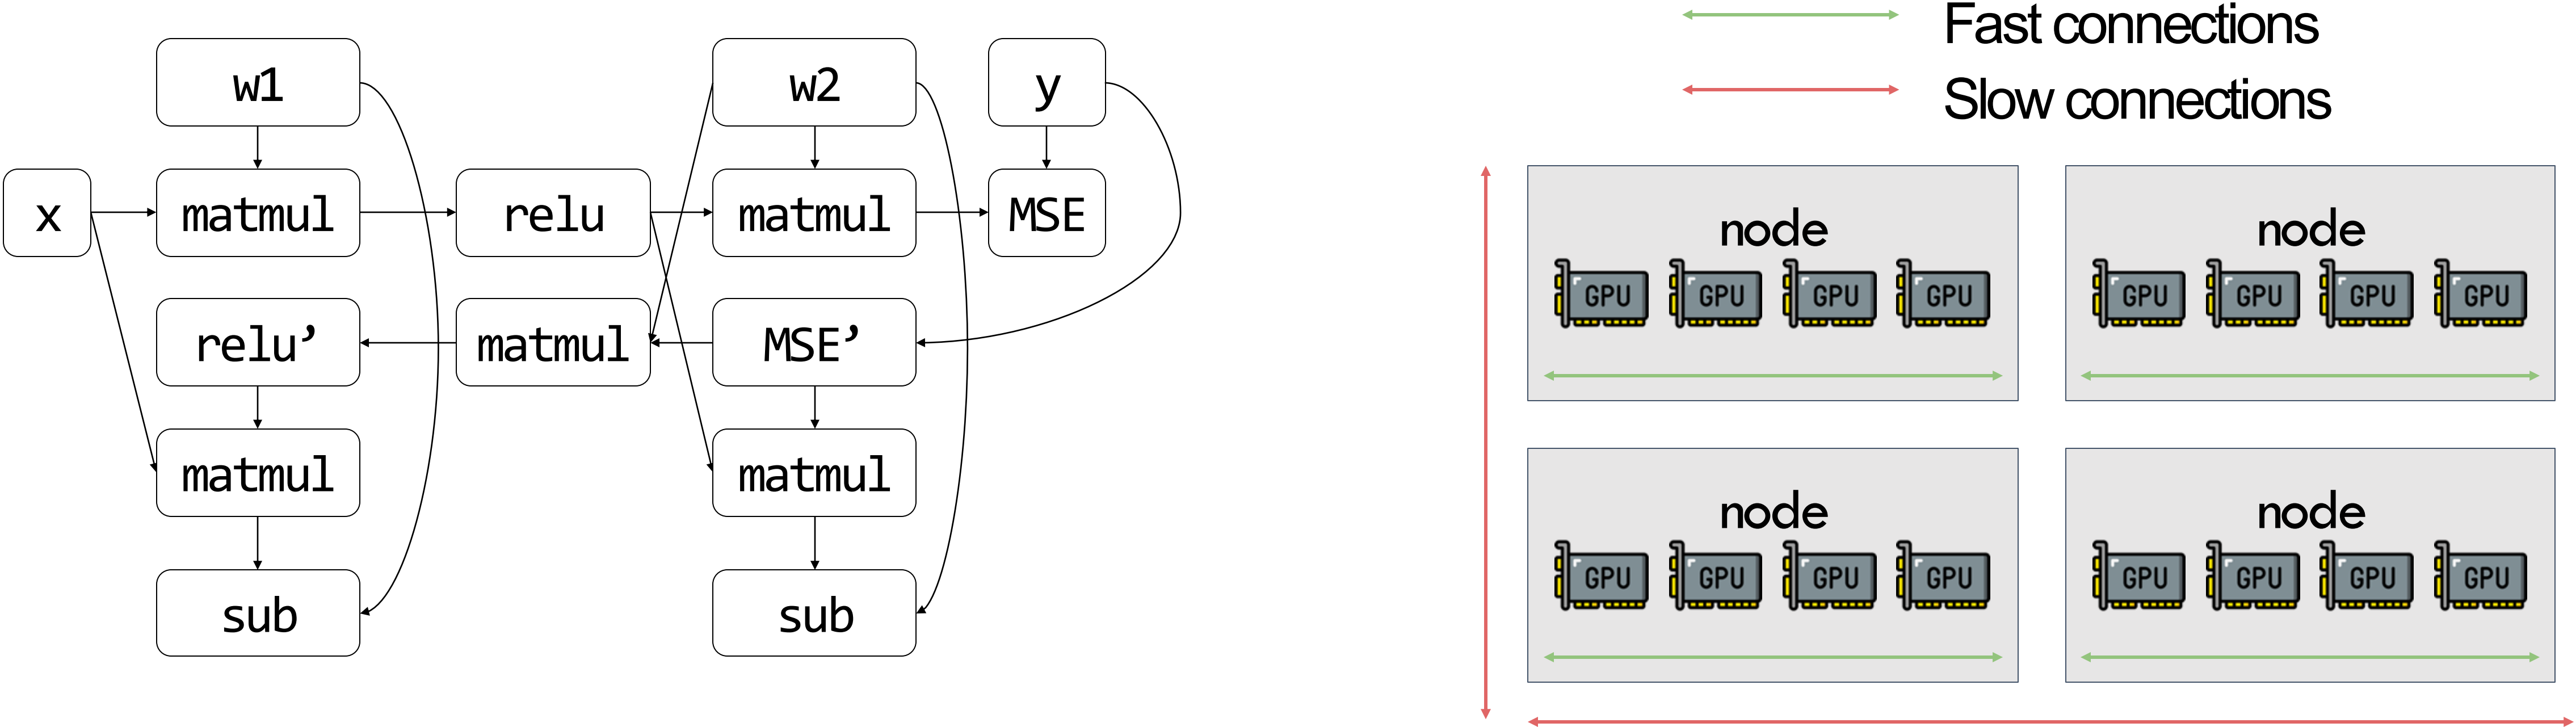 w1
w2
y
x
matmul
relu
matmul
MSE
relu’
matmul
MSE’
matmul
matmul
sub
sub
Fast connections
Slow connections
node
GPU GPU GPU GPU
node
GPU GPU GPU GPU
node
GPU GPU GPU GPU
node
GPU GPU GPU GPU